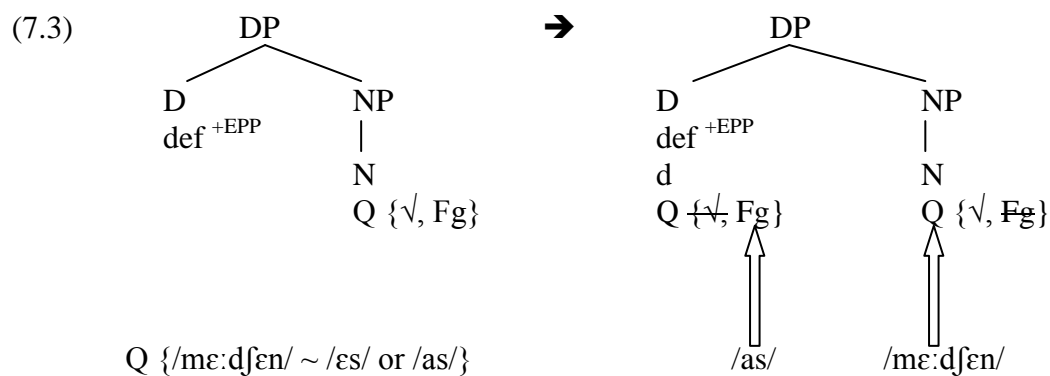 (7.3) DP ➔ DP
D NP D NP
def +EPP def +EPP
N d N
Q {√, Fg} Q {√, Fg} Q {√, Fg}
Q {/mɛːdʃɛn/ ~ /ɛs/ or /as/} /as/ /mɛːdʃɛn/